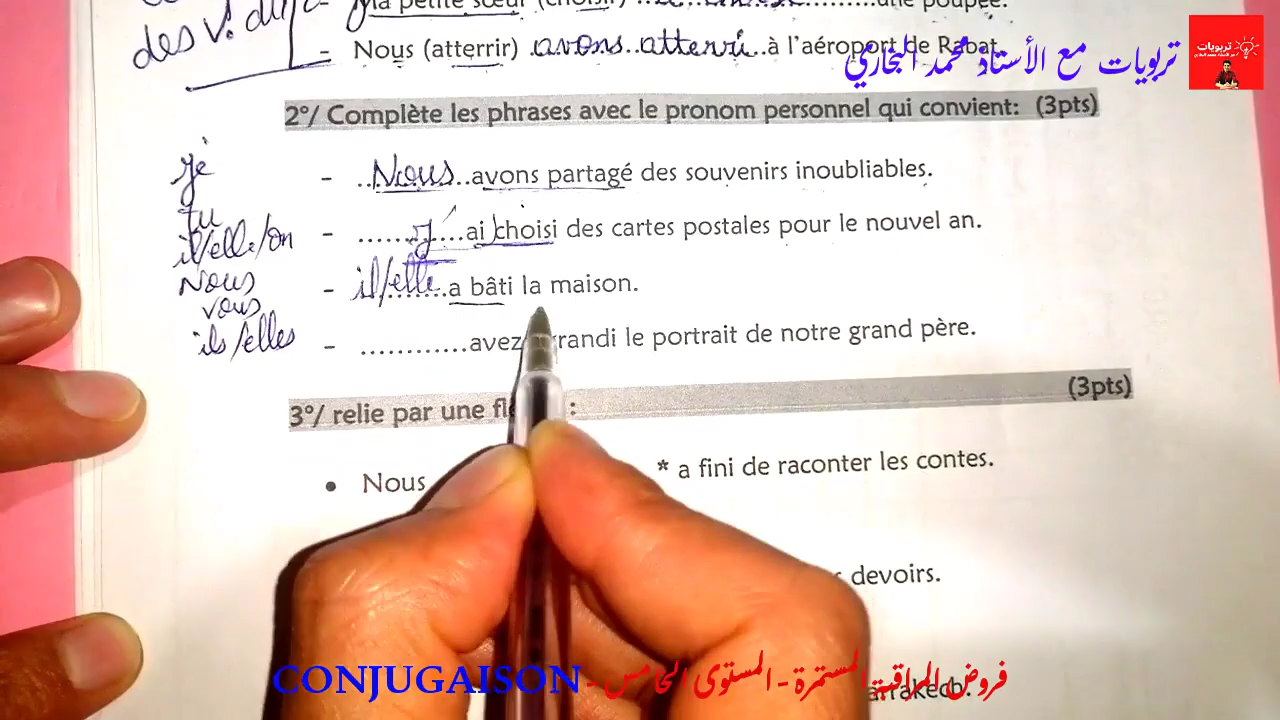 des v.
la petite sœur (choisir) ... une poupée.
- Nous (atterrir) .avons..atterri..à l'aéroport de Rabat.
تربويات مع الأستاذ محمد البخاري
تربويات
2°/ Complète les phrases avec le pronom personnel qui convient: (3pts)
je
tu
il/elle/on
Nous
vous
ils/elles
- ..Nous..avons partagé des souvenirs inoubliables.
- .......j'...ai choisi des cartes postales pour le nouvel an.
- il/elle..a bâti la maison.
- ............avez grandi le portrait de notre grand père.
3°/ relie par une : (3pts)
• Nous * a fini de raconter les contes.
devoirs.
CONJUGAISON - فروض المراقبة المستمرة - المستوى الخامس